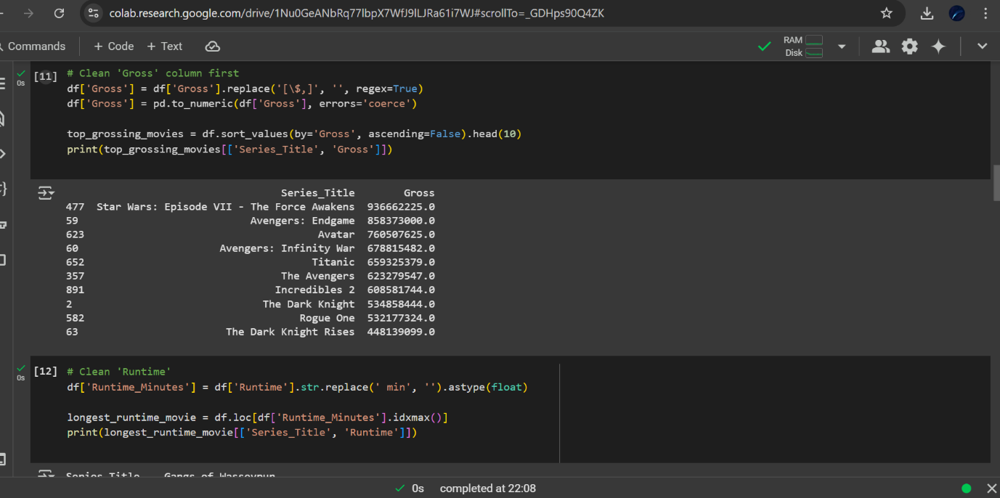 colab.research.google.com/drive/1Nu0GeANbRq77lbpX7WfJ9lLJRa61i7WJ#scrollTo=_GDHps90Q4ZK
Commands + Code + Text
RAM
Disk
0s
[11] # Clean 'Gross' column first
df['Gross'] = df['Gross'].replace('[\$,]', '', regex=True)
df['Gross'] = pd.to_numeric(df['Gross'], errors='coerce')
top_grossing_movies = df.sort_values(by='Gross', ascending=False).head(10)
print(top_grossing_movies[['Series_Title', 'Gross']])
Series_Title Gross
477 Star Wars: Episode VII - The Force Awakens 936662225.0
59 Avengers: Endgame 858373000.0
623 Avatar 760507625.0
60 Avengers: Infinity War 678815482.0
652 Titanic 659325379.0
357 The Avengers 623279547.0
891 Incredibles 2 608581744.0
2 The Dark Knight 534858444.0
582 Rogue One 532177324.0
63 The Dark Knight Rises 448139099.0
0s
[12] # Clean 'Runtime'
df['Runtime_Minutes'] = df['Runtime'].str.replace(' min', '').astype(float)
longest_runtime_movie = df.loc[df['Runtime_Minutes'].idxmax()]
print(longest_runtime_movie[['Series_Title', 'Runtime']])
Series_Title Gangs of Wasseypur
0s completed at 22:08